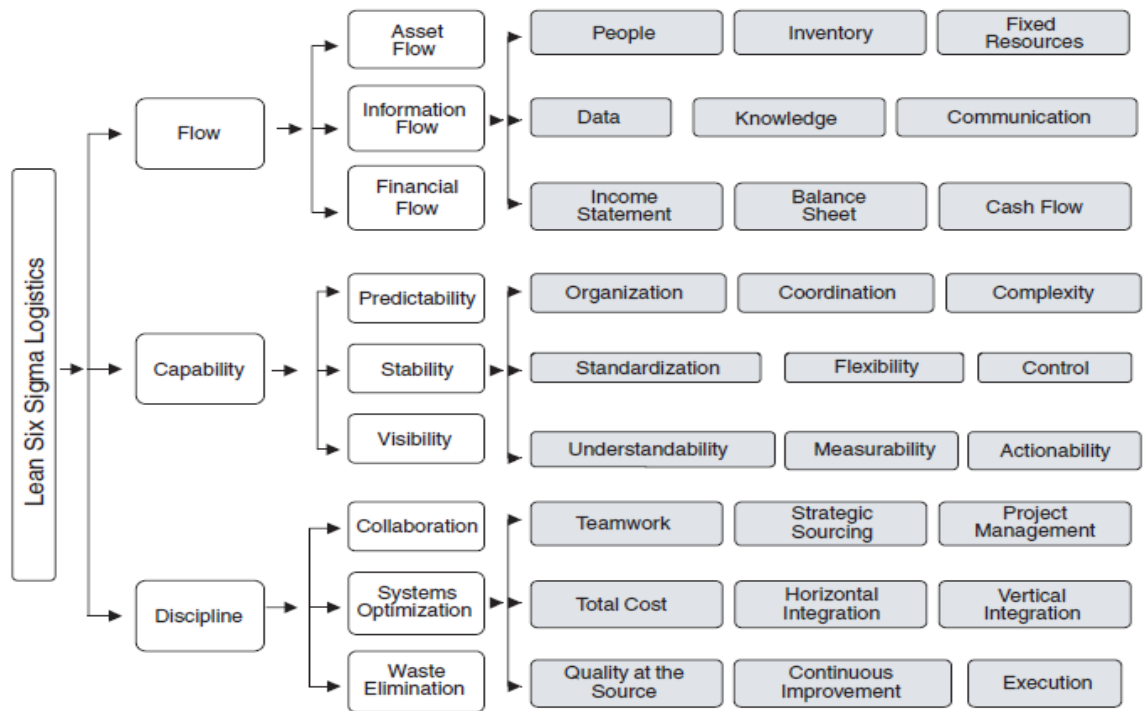 Lean Six Sigma Logistics
Flow
Asset
Flow
Information
Flow
Financial
Flow
People
Inventory
Fixed
Resources
Data
Knowledge
Communication
Income
Statement
Balance
Sheet
Cash Flow
Capability
Predictability
Stability
Visibility
Organization
Coordination
Complexity
Standardization
Flexibility
Control
Understandability
Measurability
Actionability
Discipline
Collaboration
Systems
Optimization
Waste
Elimination
Teamwork
Strategic
Sourcing
Project
Management
Total Cost
Horizontal
Integration
Vertical
Integration
Quality at the
Source
Continuous
Improvement
Execution